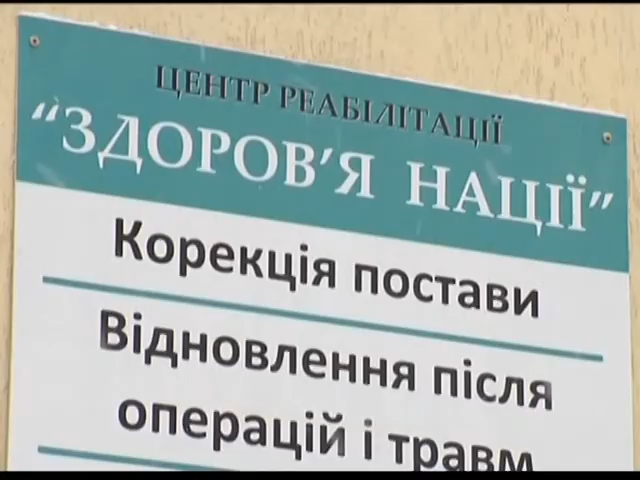 ЦЕНТР РЕАБІЛІТАЦІЇ
“ЗДОРОВ’Я НАЦІЇ”
Корекція постави
Відновлення після
операцій і травм